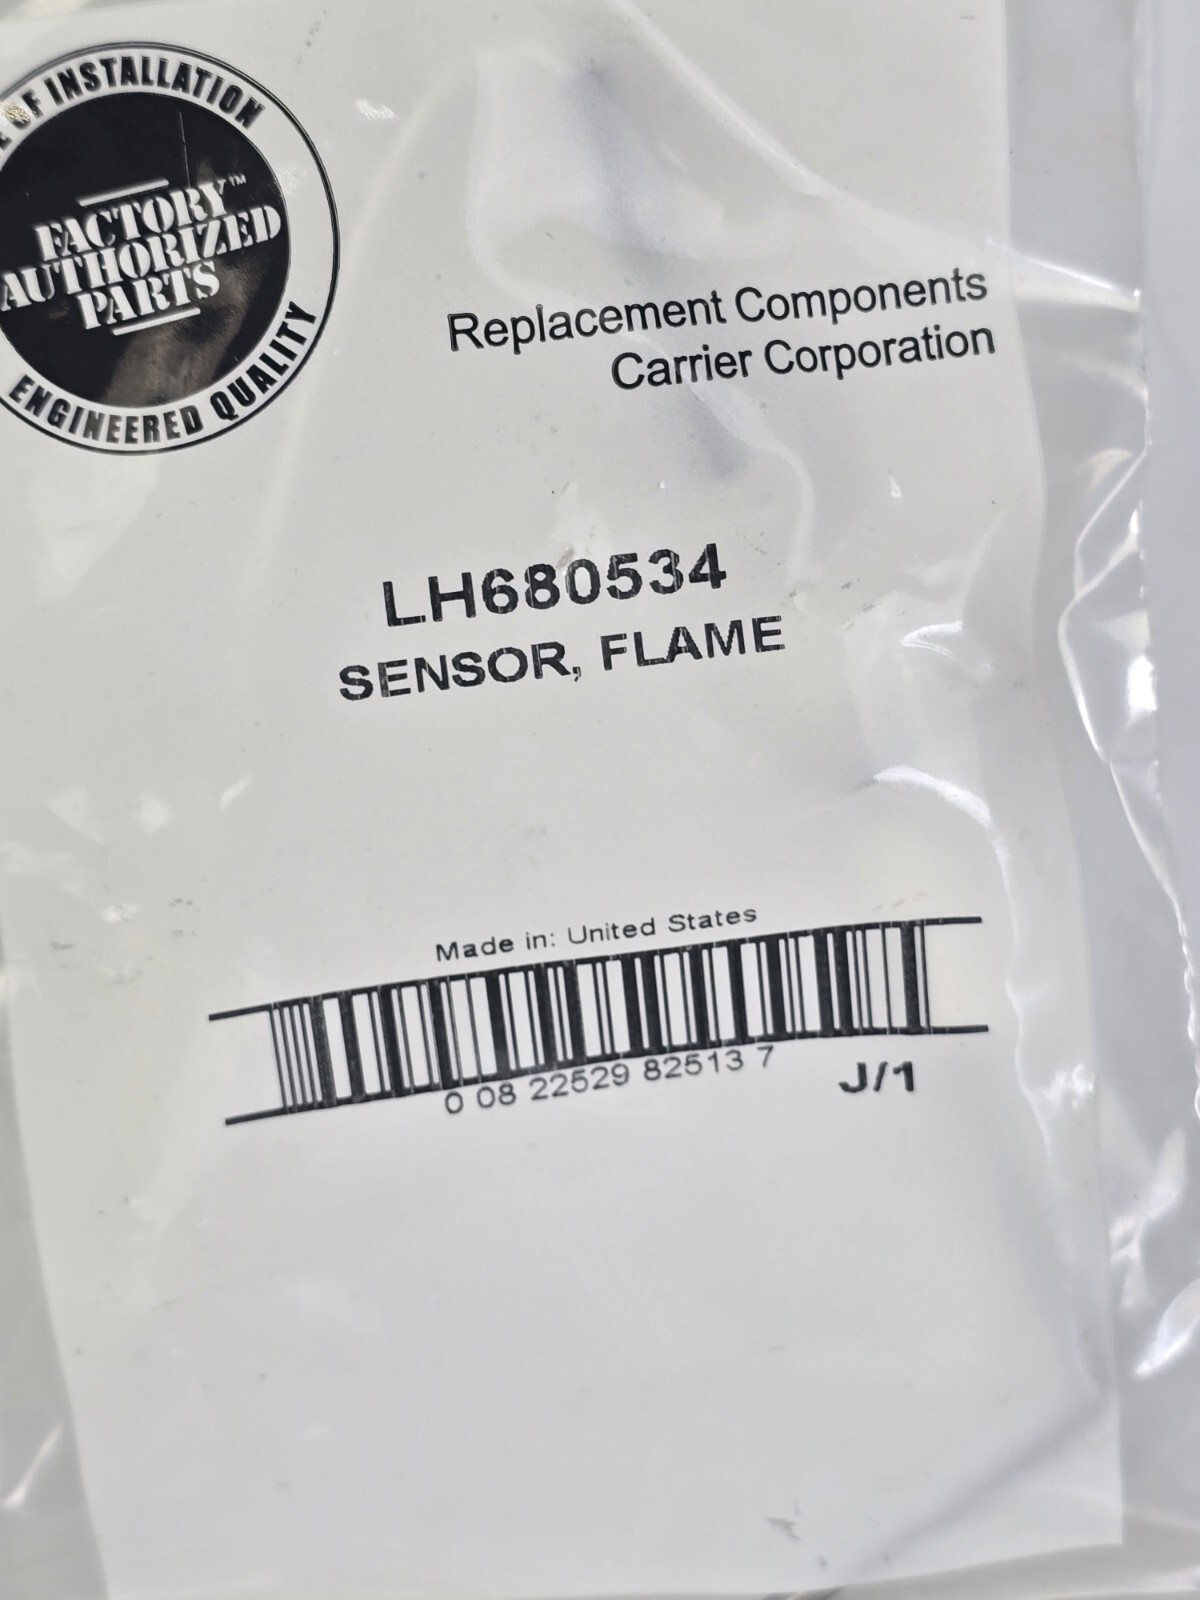 OF INSTALLATION
FACTORY™
AUTHORIZED
PARTS
ENGINEERED QUALITY
Replacement Components
Carrier Corporation
LH680534
SENSOR, FLAME
Made in: United States
0 08 22529 82513 7
J/1